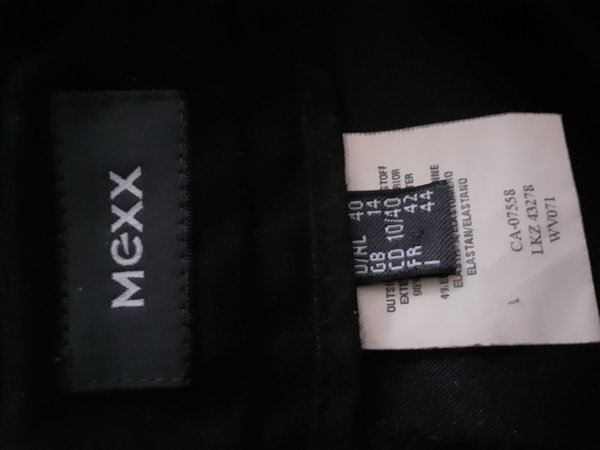 Mexx
D/NL 40
GB 14
CD 10/40
FR 42
I 44
ELASTAN/ELASTANO
CA-07558
LKZ 43278
WV071